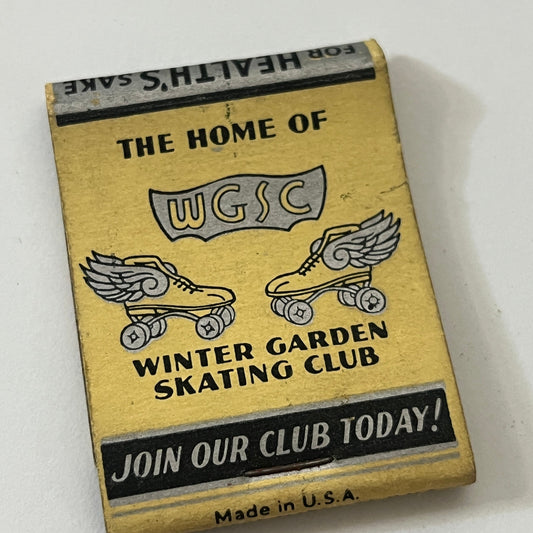 FOR HEALTH'S SAKE
THE HOME OF
WGSC
WINTER GARDEN
SKATING CLUB
JOIN OUR CLUB TODAY!
Made in U.S.A.